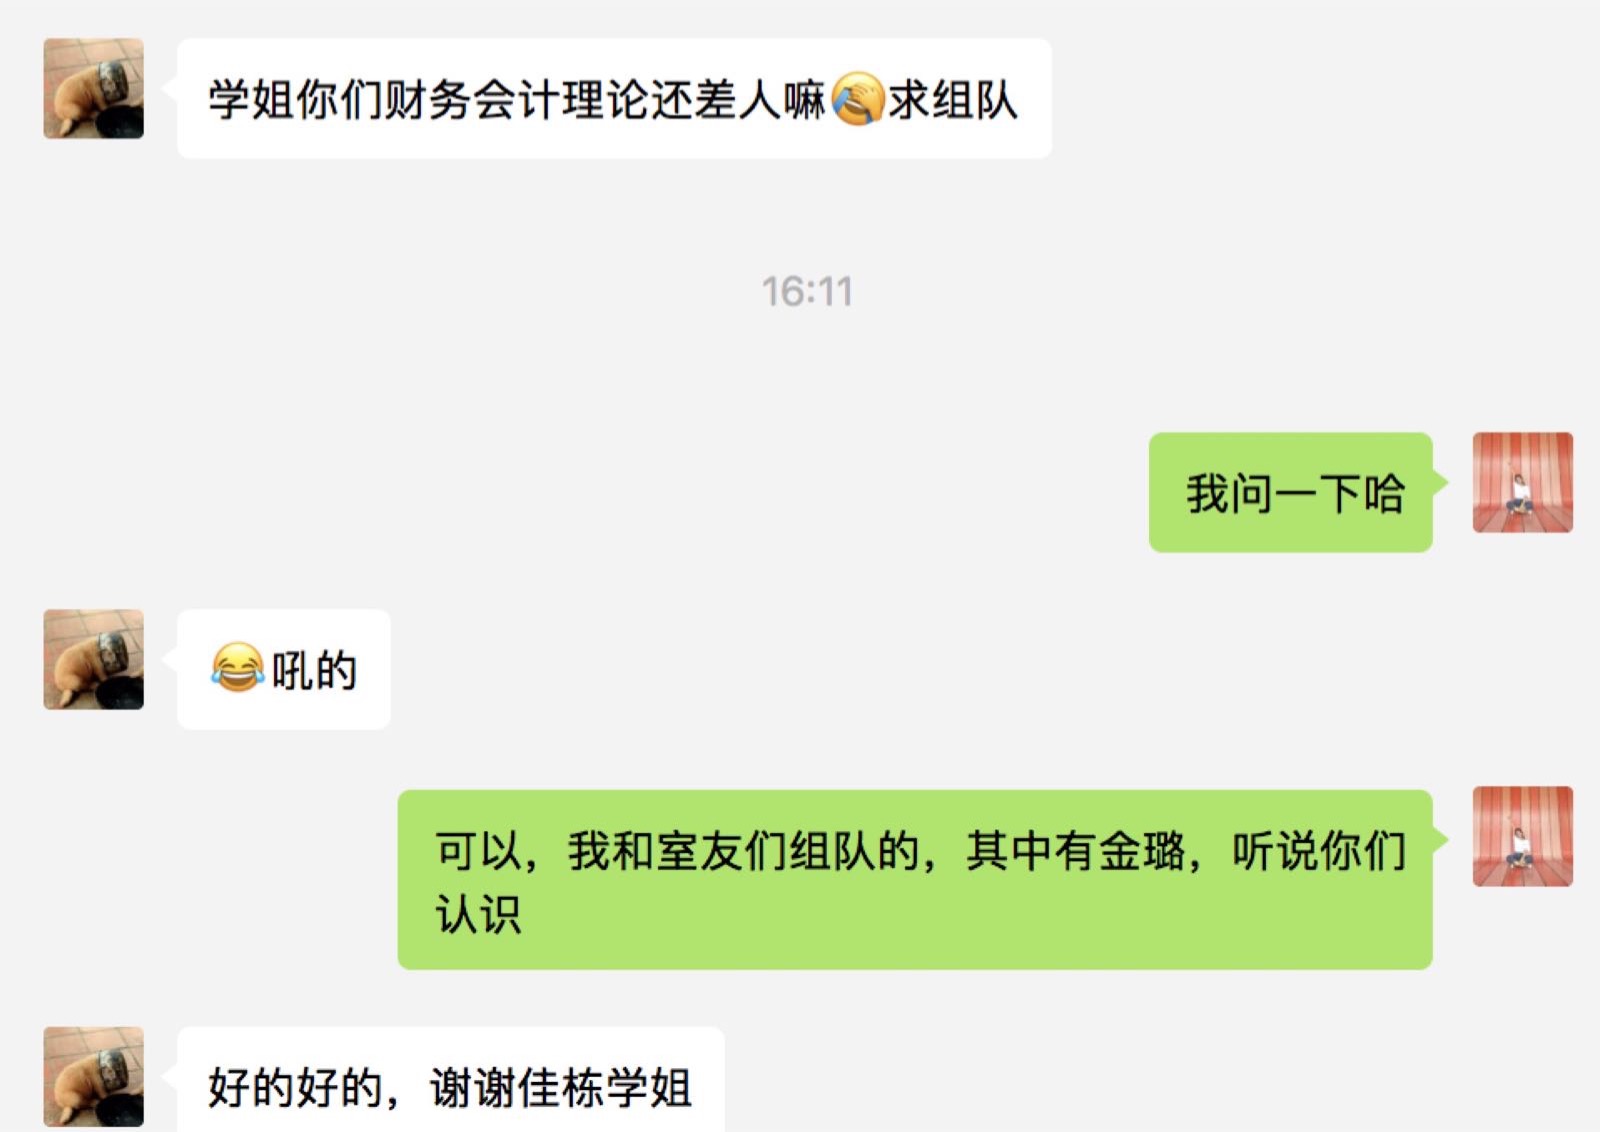 学姐你们财务会计理论还差人嘛🤦求组队
16:11
我问一下哈
😂吼的
可以，我和室友们组队的，其中有金璐，听说你们
认识
好的好的，谢谢佳栋学姐